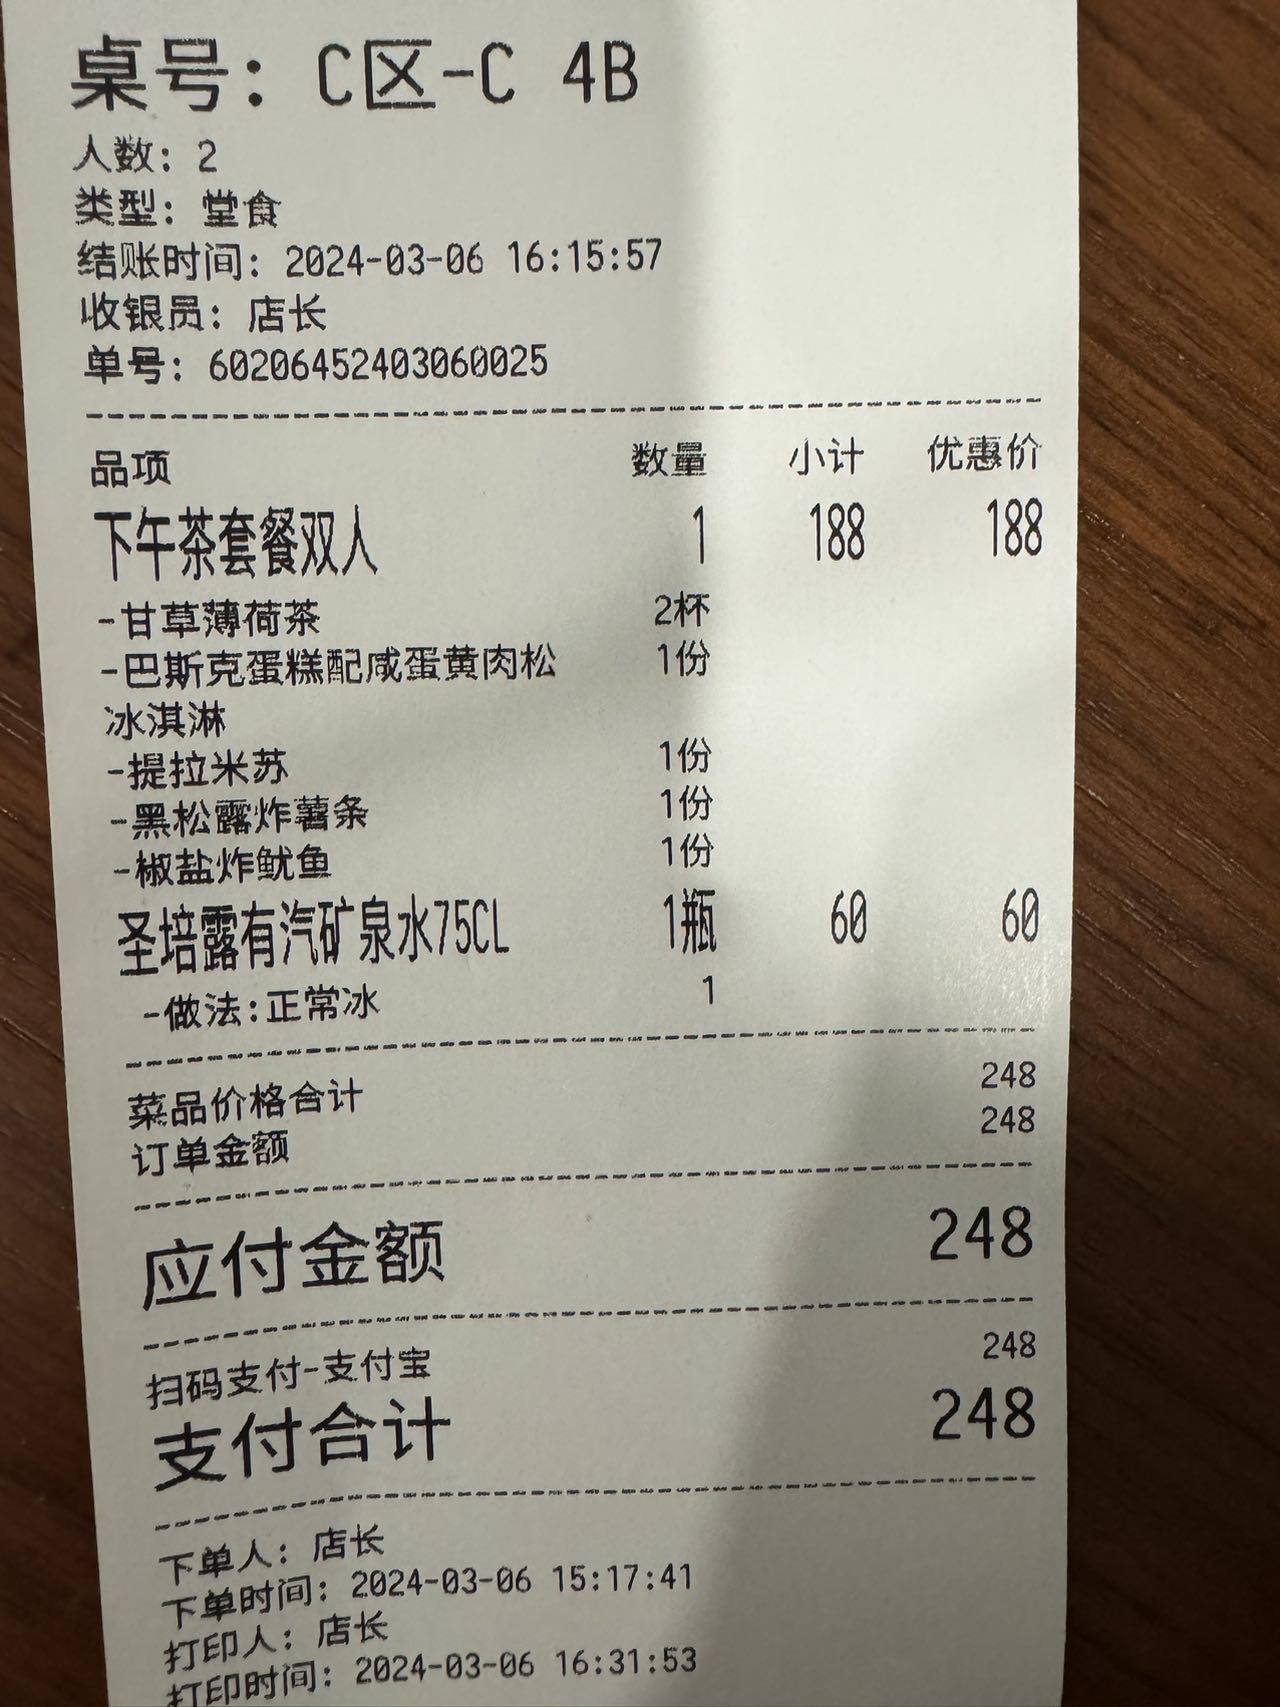 桌号：C区-C 4B
人数：2
类型：堂食
结账时间：2024-03-06 16:15:57
收银员：店长
单号：60206452403060025
品项 数量 小计 优惠价
下午茶套餐双人 1 188 188
-甘草薄荷茶 2杯
-巴斯克蛋糕配咸蛋黄肉松 1份
冰淇淋
-提拉米苏 1份
-黑松露炸薯条 1份
-椒盐炸鱿鱼 1份
圣培露有汽矿泉水75CL 1瓶 60 60
-做法:正常冰 1
菜品价格合计 248
订单金额 248
应付金额 248
扫码支付-支付宝 248
支付合计 248
下单人：店长
下单时间：2024-03-06 15:17:41
打印人：店长
打印时间：2024-03-06 16:31:53